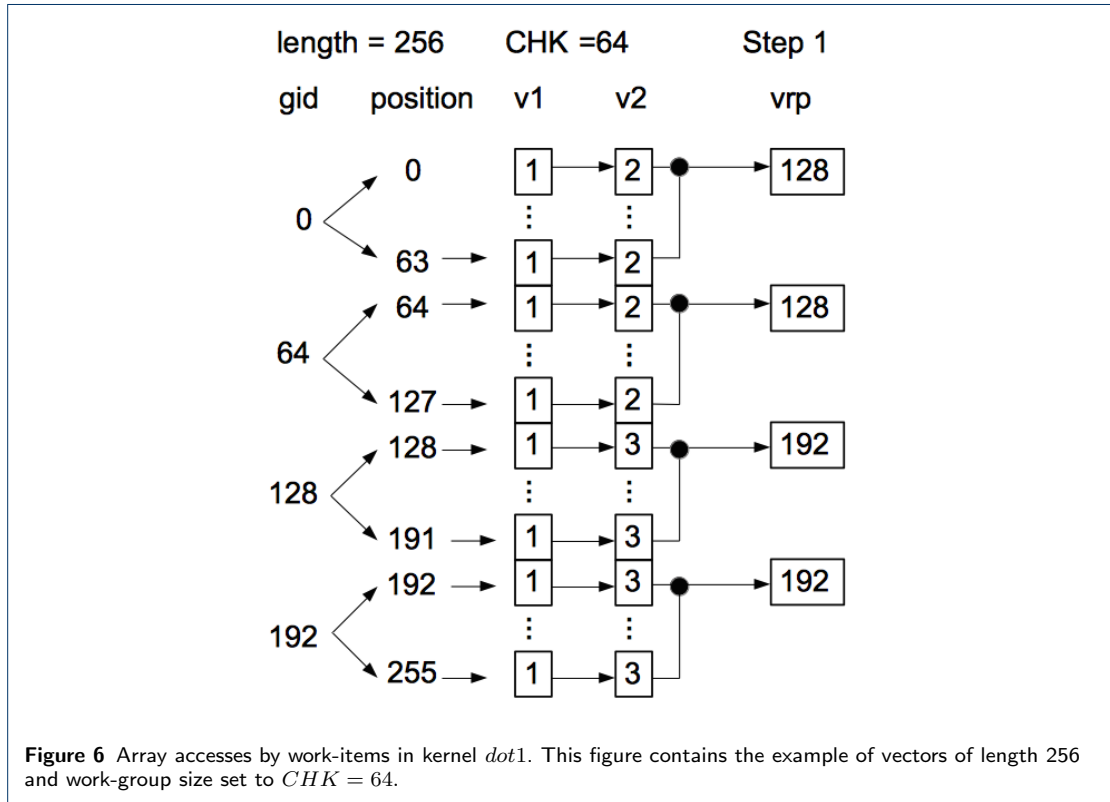 length = 256 CHK =64 Step 1
gid position v1 v2 vrp
0 1 2 128
0
63 1 2
64 1 2 128
64
127 1 2
128 1 3 192
128
191 1 3
192 1 3 192
192
255 1 3
Figure 6 Array accesses by work-items in kernel dot1. This figure contains the example of vectors of length 256
and work-group size set to CHK = 64.